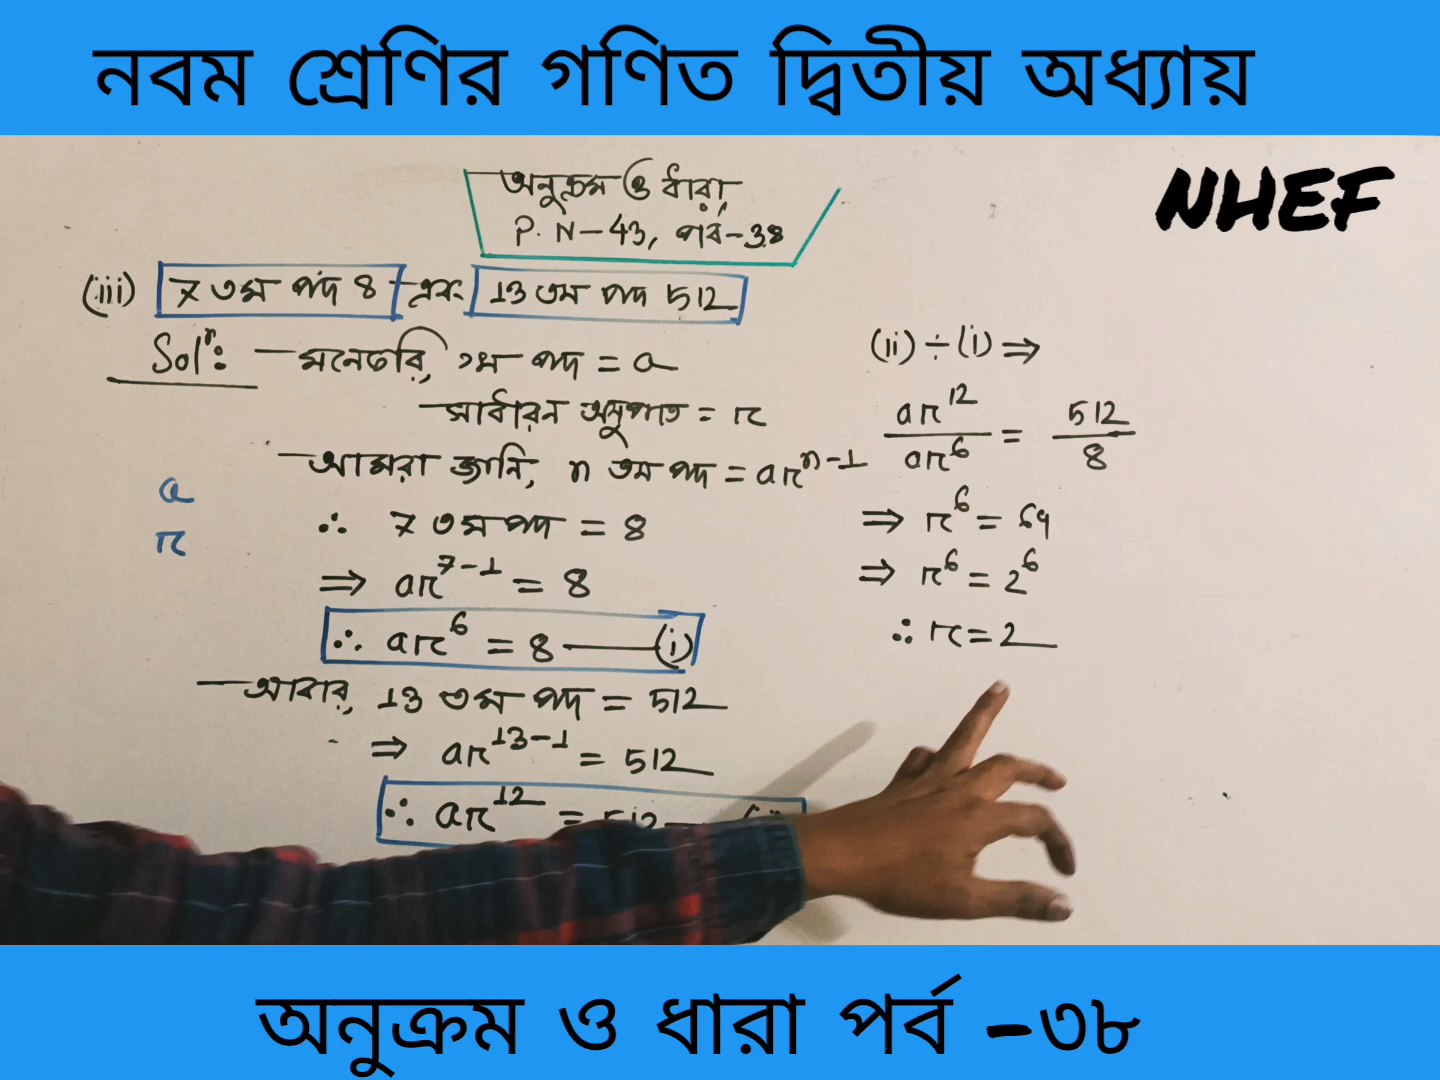 নবম শ্রেণির গণিত দ্বিতীয় অধ্যায়
NHEF
অনুক্রম ও ধারা
P. N-43, পর্ব-38
(iii) 7 তম পদ 8 এবং 13 তম পদ 512
Solⁿ: মনেকরি, ১ম পদ = a
সাধারন অনুপাত = r
আমরা জানি, n তম পদ = arⁿ⁻¹
a
r
∴ 7 তম পদ = 8
⇒ ar⁷⁻¹ = 8
∴ ar⁶ = 8 —— (i)
আবার, 13 তম পদ = 512
⇒ ar¹³⁻¹ = 512
∴ ar¹² = 512
(ii) ÷ (i) ⇒
ar¹²/ar⁶ = 512/8
⇒ r⁶ = 64
⇒ r⁶ = 2⁶
∴ r = 2
অনুক্রম ও ধারা পর্ব -৩৮